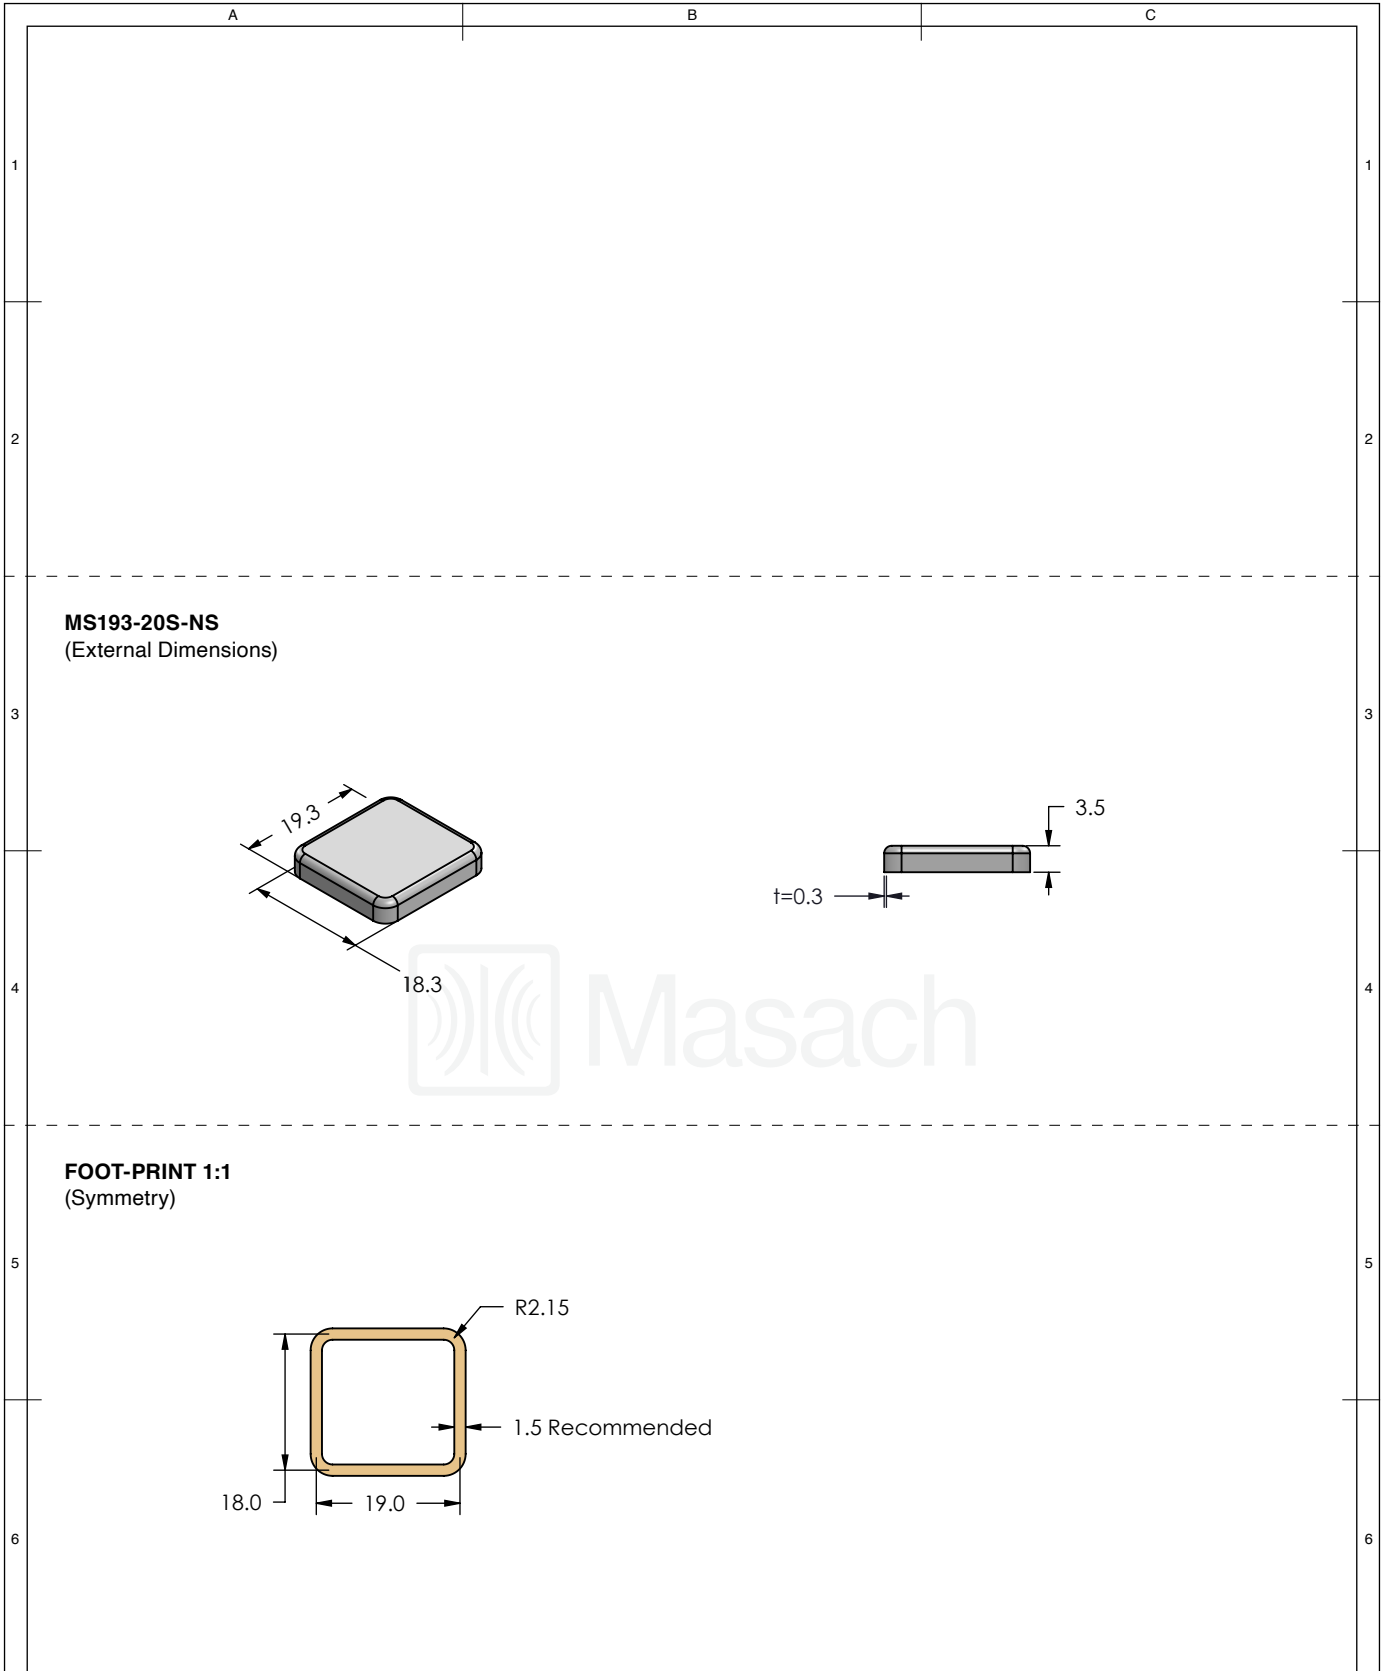 A B C
1 1
2 2
MS193-20S-NS
(External Dimensions)
3 3
19.3
3.5
t=0.3
18.3
4 4
Masach
FOOT-PRINT 1:1
(Symmetry)
5 5
R2.15
1.5 Recommended
18.0
19.0
6 6